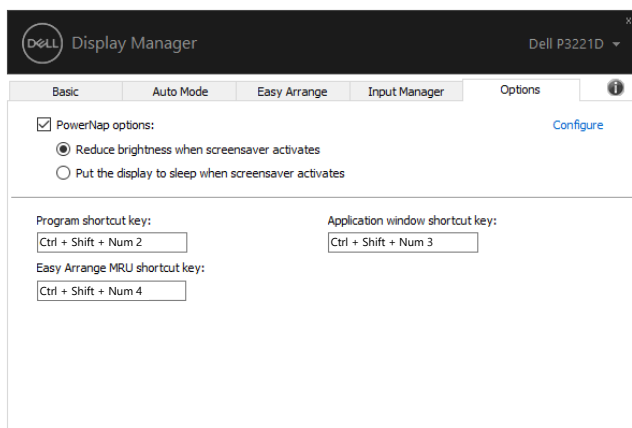 x
DELL Display Manager Dell P3221D
Basic Auto Mode Easy Arrange Input Manager Options i
PowerNap options: Configure
Reduce brightness when screensaver activates
Put the display to sleep when screensaver activates
Program shortcut key: Application window shortcut key:
Ctrl + Shift + Num 2 Ctrl + Shift + Num 3
Easy Arrange MRU shortcut key:
Ctrl + Shift + Num 4